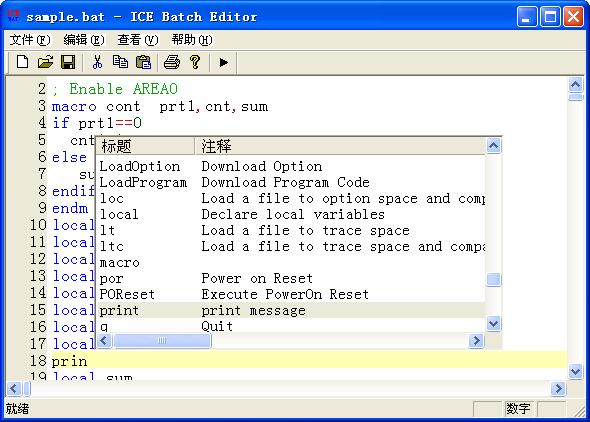 sample.bat - ICE Batch Editor
文件(F) 编辑(E) 查看(V) 帮助(H)
2 ; Enable AREA0
3 macro cont prt1,cnt,sum
4 if prt1==0
5 cnt
标题 注释
6 else
LoadOption Download Option
7 su
LoadProgram Download Program Code
8 endif
loc Load a file to option space and comp
9 endm
local Declare local variables
10 local
lt Load a file to trace space
11 local
ltc Load a file to trace space and compa
12 local
macro
13 local
por Power on Reset
14 local
POReset Execute PowerOn Reset
15 local
print print message
16 local
q Quit
17 local
18 prin
19 local sum
就绪 数字